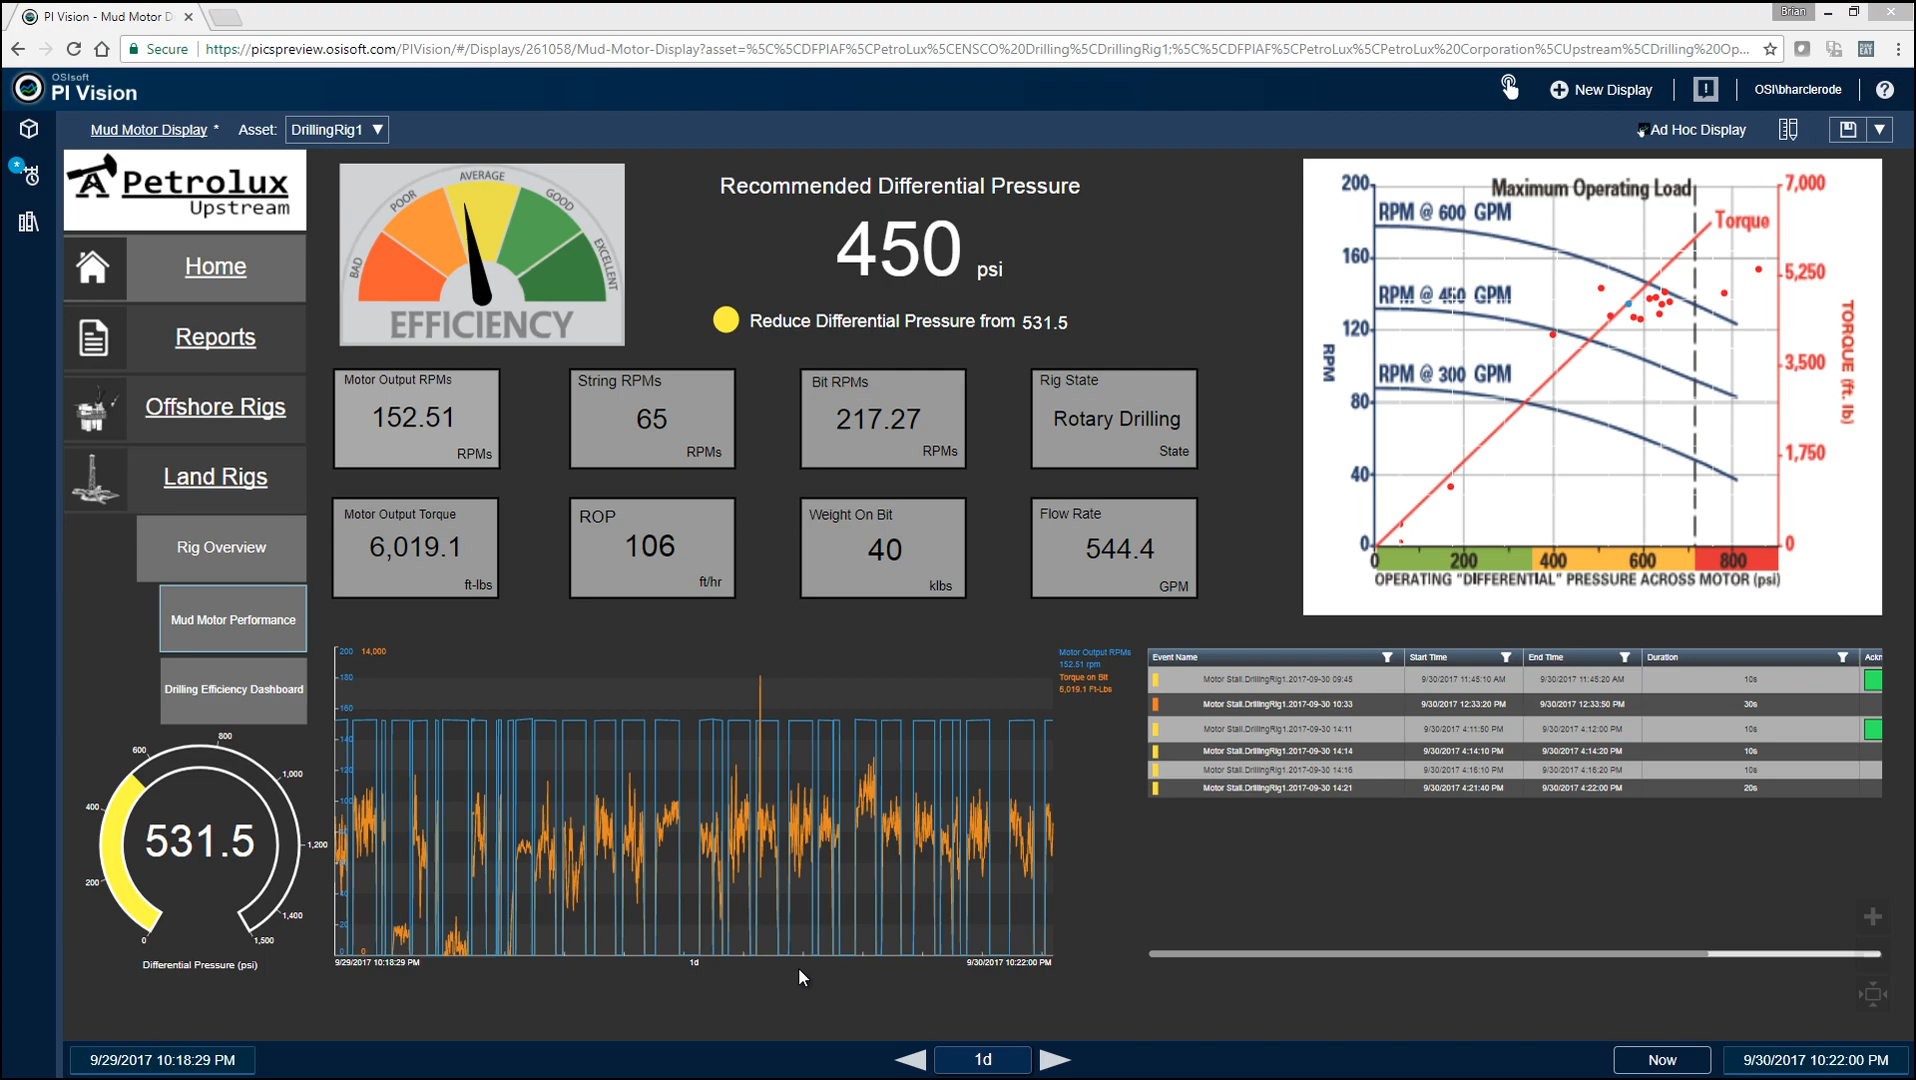 PI Vision - Mud Motor D
Brian
Secure
https://picspreview.osisoft.com/PIVision/#/Displays/261058/Mud-Motor-Display?asset=%5C%5CDFPIAF%5CPetroLux%5CENSCO%20Drilling%5CDrillingRig1;%5C%5CDFPIAF%5CPetroLux%5CPetroLux%20Corporation%5CUpstream%5CDrilling%20Op...
OSIsoft
PI Vision
New Display
OSI\bharclerode
Mud Motor Display *
Asset:
DrillingRig1
Ad Hoc Display
Petrolux
Upstream
Home
Reports
Offshore Rigs
Land Rigs
Rig Overview
Mud Motor Performance
Drilling Efficiency Dashboard
BAD
POOR
AVERAGE
GOOD
EXCELLENT
EFFICIENCY
Recommended Differential Pressure
450 psi
Reduce Differential Pressure from 531.5
Motor Output RPMs
152.51
RPMs
String RPMs
65
RPMs
Bit RPMs
217.27
RPMs
Rig State
Rotary Drilling
State
Motor Output Torque
6,019.1
ft-lbs
ROP
106
ft/hr
Weight On Bit
40
klbs
Flow Rate
544.4
GPM
Maximum Operating Load
Torque
RPM @ 600 GPM
RPM @ 450 GPM
RPM @ 300 GPM
200
160
120
80
40
0
RPM
7,000
5,250
3,500
1,750
0
TORQUE (ft. lb)
0 200 400 600 800
OPERATING "DIFFERENTIAL" PRESSURE ACROSS MOTOR (psi)
0
200
400
600
800
1,000
1,200
1,400
1,500
531.5
Differential Pressure (psi)
200 14,000
180
160
140
120
100
80
60
40
20
0 0
9/29/2017 10:18:29 PM
1d
9/30/2017 10:22:00 PM
Motor Output RPMs
152.51 rpm
Torque on Bit
6,019.1 Ft-Lbs
Event Name Start Time End Time Duration Ackn
Motor Stall.DrillingRig1.2017-09-30 09:45 9/30/2017 11:45:10 AM 9/30/2017 11:45:20 AM 10s
Motor Stall.DrillingRig1.2017-09-30 10:33 9/30/2017 12:33:20 PM 9/30/2017 12:33:50 PM 30s
Motor Stall.DrillingRig1.2017-09-30 14:11 9/30/2017 4:11:50 PM 9/30/2017 4:12:00 PM 10s
Motor Stall.DrillingRig1.2017-09-30 14:14 9/30/2017 4:14:10 PM 9/30/2017 4:14:20 PM 10s
Motor Stall.DrillingRig1.2017-09-30 14:16 9/30/2017 4:16:10 PM 9/30/2017 4:16:20 PM 10s
Motor Stall.DrillingRig1.2017-09-30 14:21 9/30/2017 4:21:40 PM 9/30/2017 4:22:00 PM 20s
9/29/2017 10:18:29 PM
1d
Now
9/30/2017 10:22:00 PM